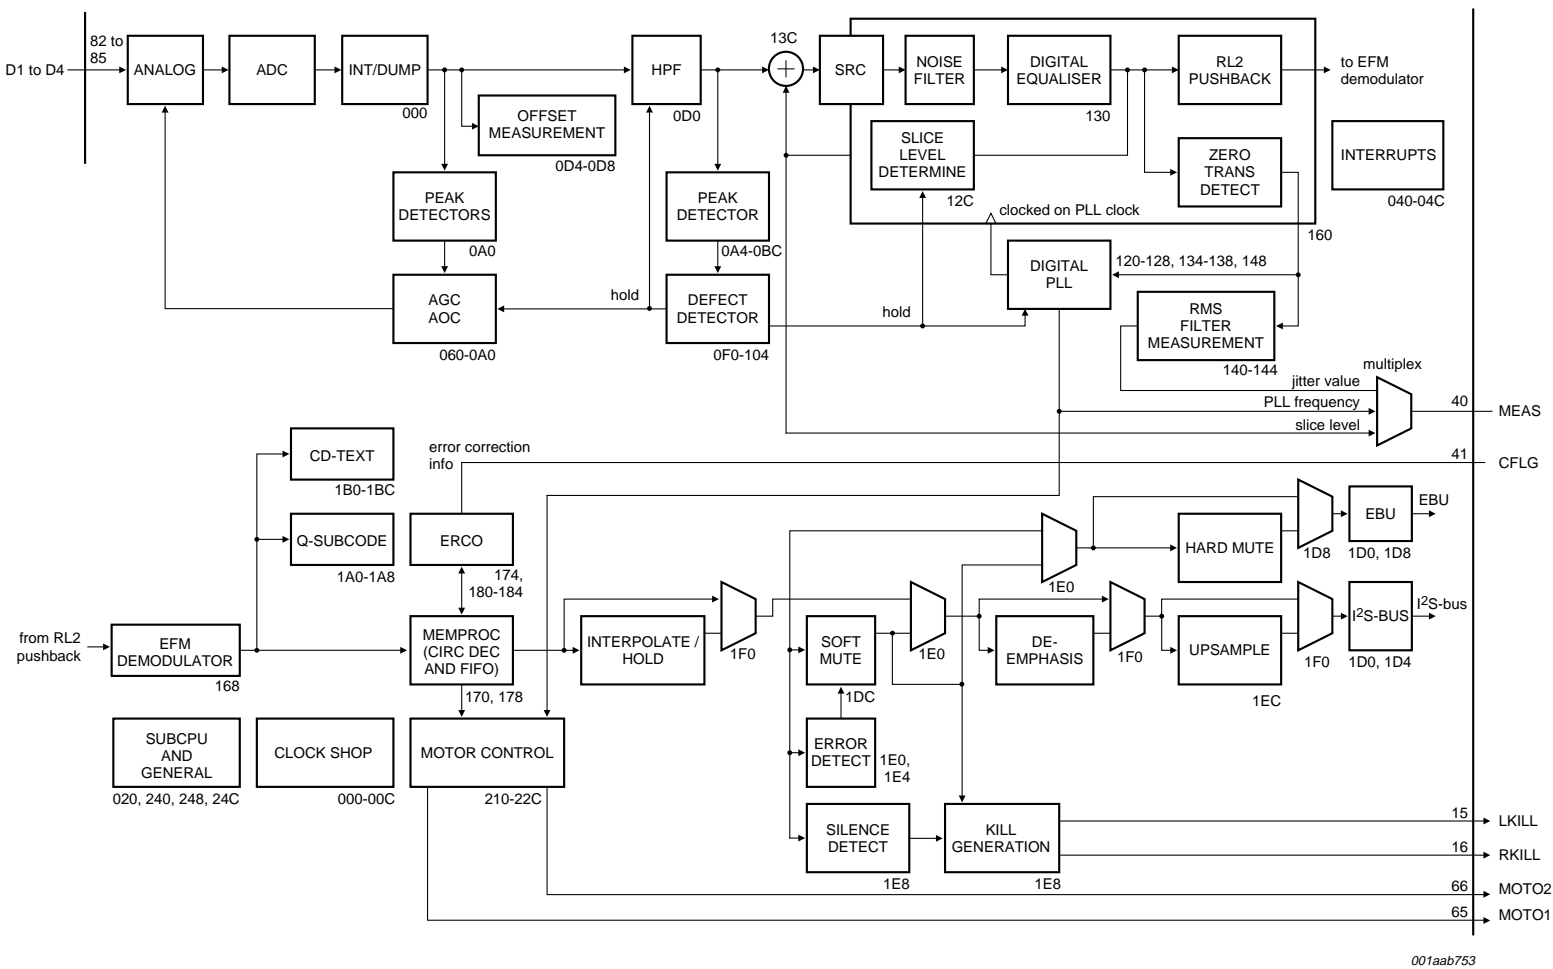 82 to
85
D1 to D4
ANALOG
ADC
INT/DUMP
000
OFFSET
MEASUREMENT
0D4-0D8
HPF
0D0
13C
SRC
NOISE
FILTER
DIGITAL
EQUALISER
130
RL2
PUSHBACK
to EFM
demodulator
SLICE
LEVEL
DETERMINE
12C
ZERO
TRANS
DETECT
INTERRUPTS
040-04C
clocked on PLL clock
160
PEAK
DETECTORS
0A0
PEAK
DETECTOR
0A4-0BC
AGC
AOC
060-0A0
hold
DEFECT
DETECTOR
0F0-104
hold
DIGITAL
PLL
120-128, 134-138, 148
RMS
FILTER
MEASUREMENT
140-144
multiplex
jitter value
PLL frequency
slice level
40
MEAS
41
CFLG
CD-TEXT
1B0-1BC
error correction
info
Q-SUBCODE
1A0-1A8
ERCO
174,
180-184
from RL2
pushback
EFM
DEMODULATOR
168
MEMPROC
(CIRC DEC
AND FIFO)
170, 178
INTERPOLATE /
HOLD
1F0
SOFT
MUTE
1DC
1E0
1E0
HARD MUTE
1D8
EBU
1D0, 1D8
EBU
DE-
EMPHASIS
1F0
UPSAMPLE
1EC
1F0
I2S-BUS
1D0, 1D4
I2S-bus
SUBCPU
AND
GENERAL
020, 240, 248, 24C
CLOCK SHOP
000-00C
MOTOR CONTROL
210-22C
ERROR
DETECT
1E0,
1E4
SILENCE
DETECT
1E8
KILL
GENERATION
1E8
15
LKILL
16
RKILL
66
MOTO2
65
MOTO1
001aab753